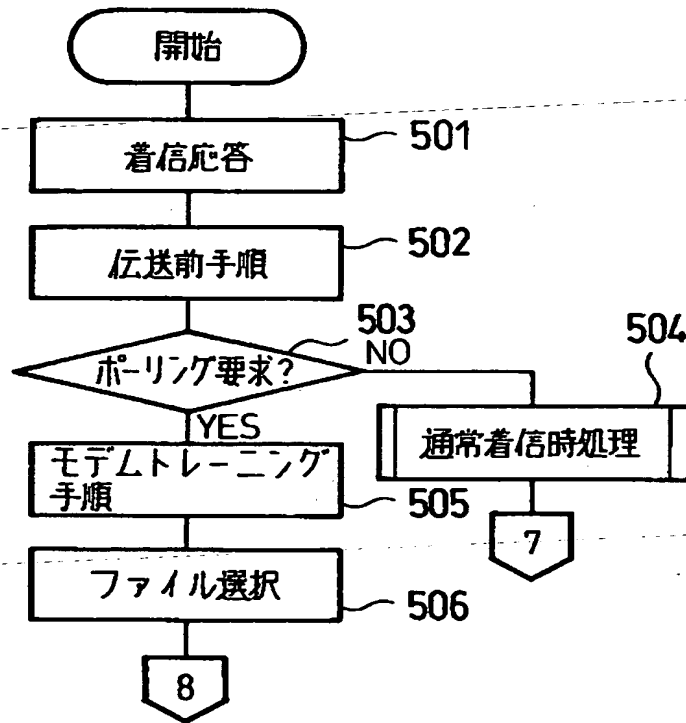 開始
着信応答
501
伝送前手順
502
503
ポーリング要求?
NO
504
YES
通常着信時処理
モデムトレーニング
手順
505
7
ファイル選択
506
8